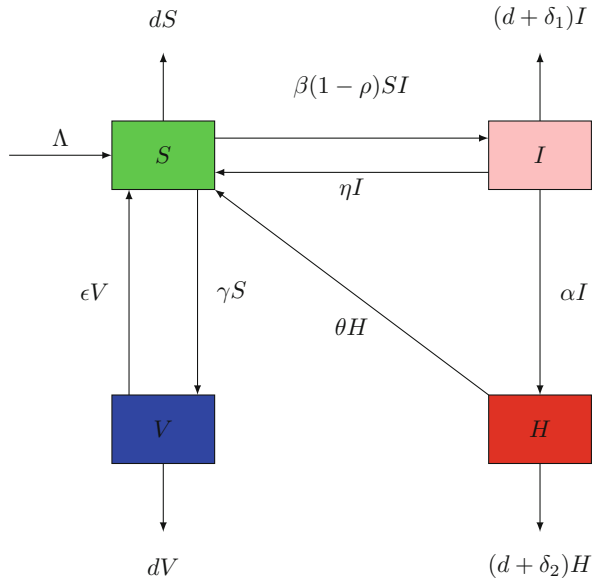 dS
(d + δ₁)I
β(1 − ρ)SI
Λ
S
I
ηI
ϵV
γS
θH
αI
V
H
dV
(d + δ₂)H